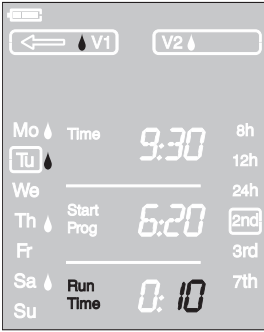 V1 V2
Mo Time 9:30 8h
Tu 12h
We 24h
Th Start Prog 6:20 2nd
Fr 3rd
Sa Run Time 0:10 7th
Su